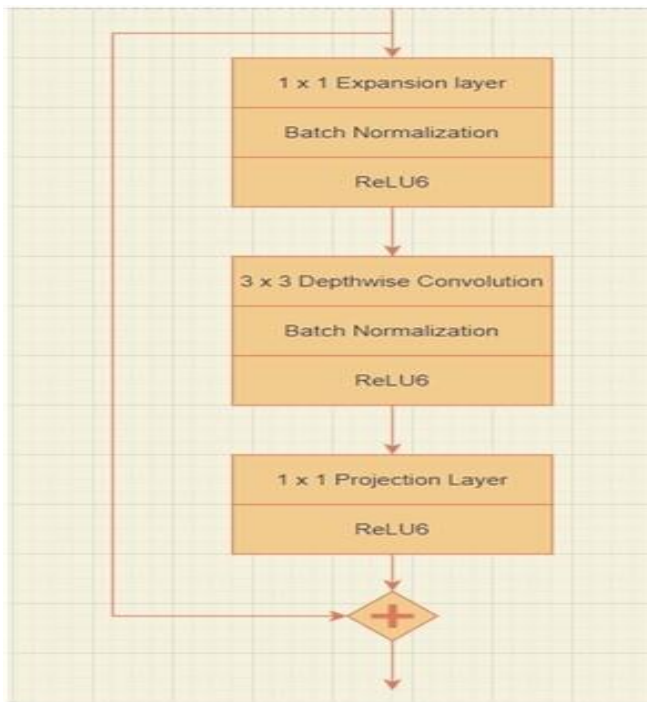 1 x 1 Expansion layer
Batch Normalization
ReLU6
3 x 3 Depthwise Convolution
Batch Normalization
ReLU6
1 x 1 Projection Layer
ReLU6